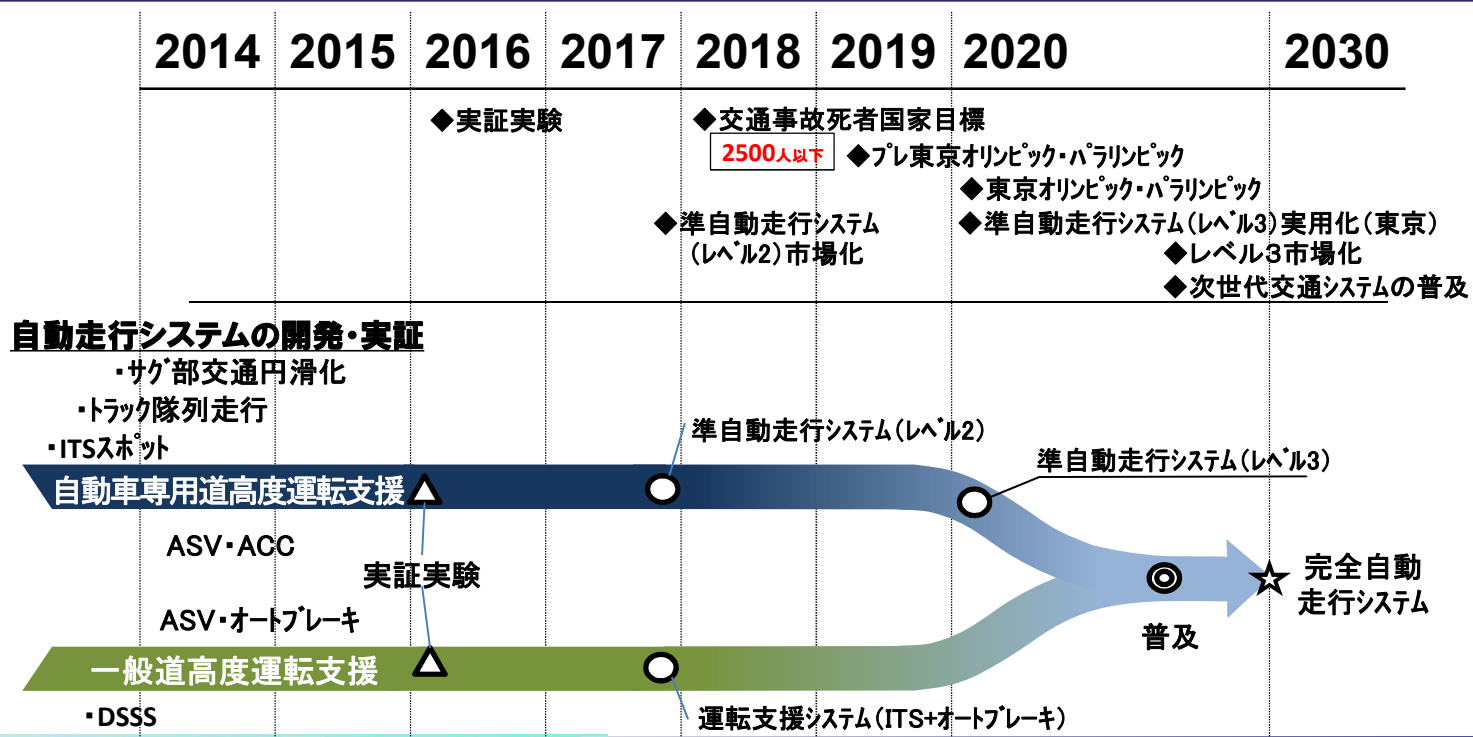 2014 2015 2016 2017 2018 2019 2020 2030
◆実証実験
◆交通事故死者国家目標
2500人以下
◆プレ東京オリンピック・パラリンピック
◆東京オリンピック・パラリンピック
◆準自動走行システム
(レベル2)市場化
◆準自動走行システム(レベル3)実用化(東京)
◆レベル3市場化
◆次世代交通システムの普及
自動走行システムの開発・実証
・サグ部交通円滑化
・トラック隊列走行
・ITSスポット
準自動走行システム(レベル2)
準自動走行システム(レベル3)
自動車専用道高度運転支援
ASV・ACC
実証実験
ASV・オートブレーキ
完全自動
走行システム
普及
一般道高度運転支援
・DSSS
運転支援システム(ITS+オートブレーキ)